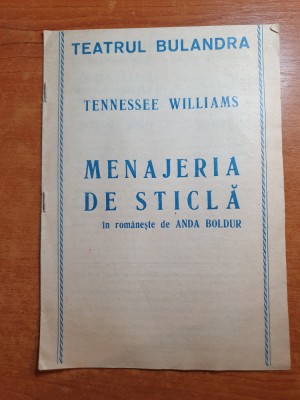 TEATRUL BULANDRA
TENNESSEE WILLIAMS
MENAJERIA
DE STICLĂ
în românește de ANDA BOLDUR